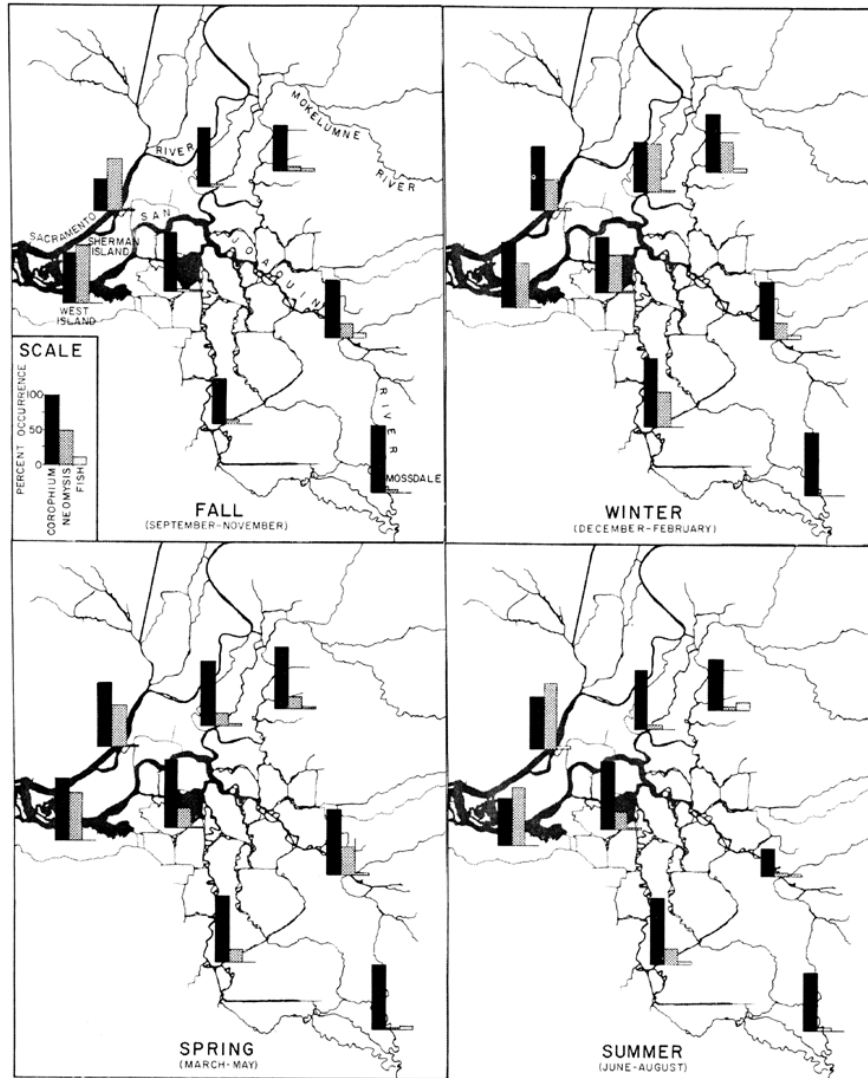 MOKELUMNE
RIVER
RIVER
SACRAMENTO
SAN
JOAQUIN
SHERMAN
ISLAND
WEST
ISLAND
SCALE
PERCENT OCCURRENCE
100
50
0
COROPHIUM
NEOMYSIS
FISH
RIVER
MOSSDALE
FALL
(SEPTEMBER-NOVEMBER)
WINTER
(DECEMBER-FEBRUARY)
SPRING
(MARCH-MAY)
SUMMER
(JUNE-AUGUST)